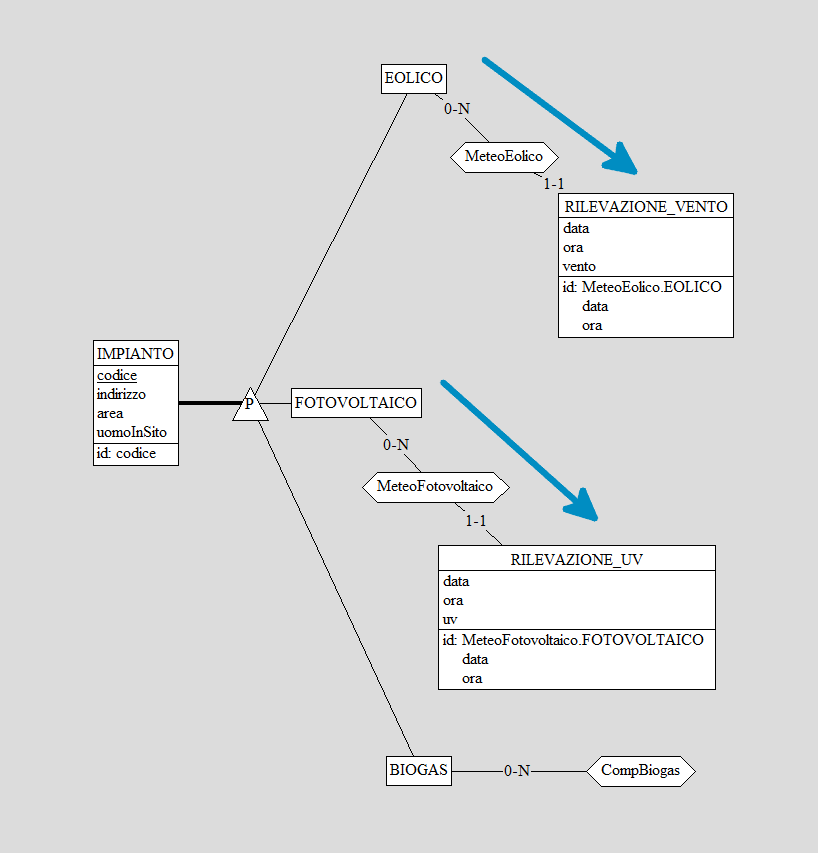 EOLICO
0-N
MeteoEolico
1-1
RILEVAZIONE_VENTO
data
ora
vento
id: MeteoEolico.EOLICO
data
ora
IMPIANTO
codice
indirizzo
area
uomoInSito
id: codice
P
FOTOVOLTAICO
0-N
MeteoFotovoltaico
1-1
RILEVAZIONE_UV
data
ora
uv
id: MeteoFotovoltaico.FOTOVOLTAICO
data
ora
BIOGAS
0-N
CompBiogas